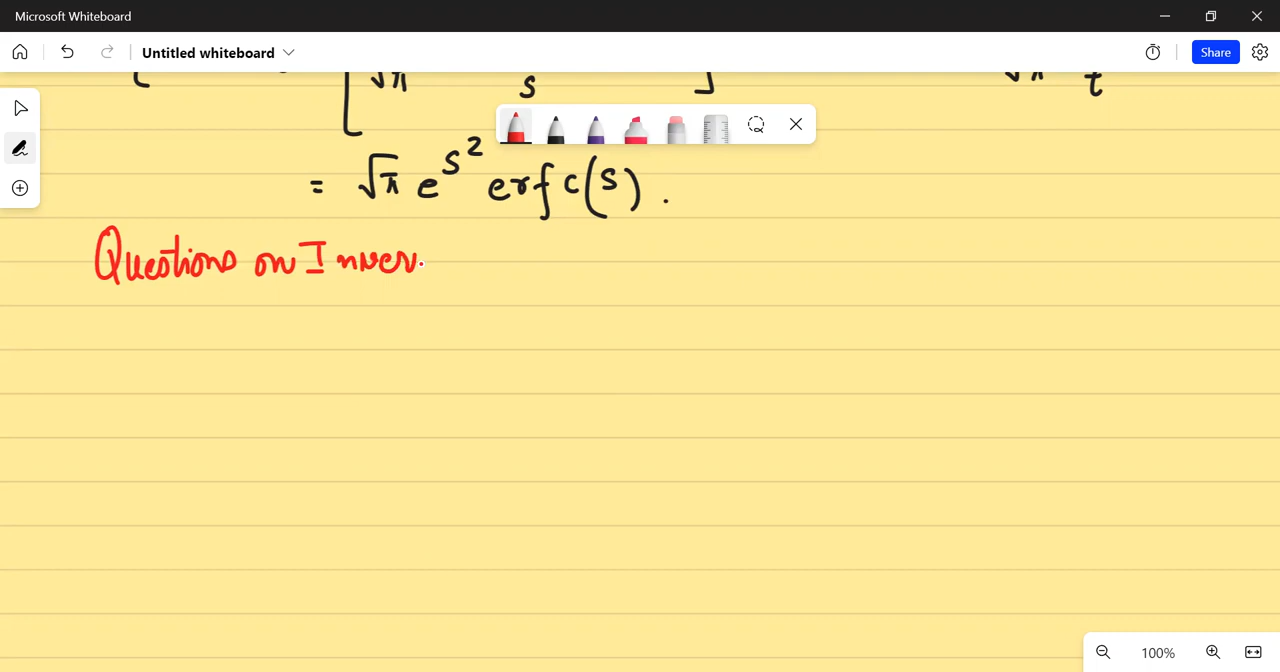 Microsoft Whiteboard
Untitled whiteboard
Share
√π s
√π t
= √π e^s² erfc(s).
Questions on Inver
100%